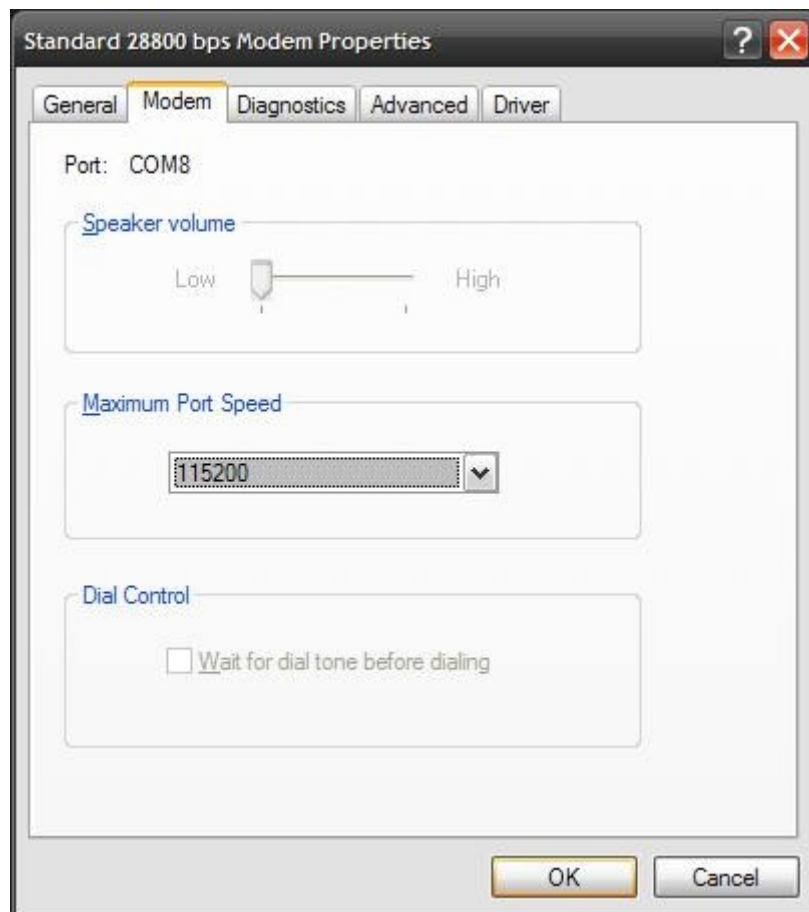 Standard 28800 bps Modem Properties
?
General Modem Diagnostics Advanced Driver
Port: COM8
Speaker volume
Low High
Maximum Port Speed
115200
Dial Control
Wait for dial tone before dialing
OK Cancel